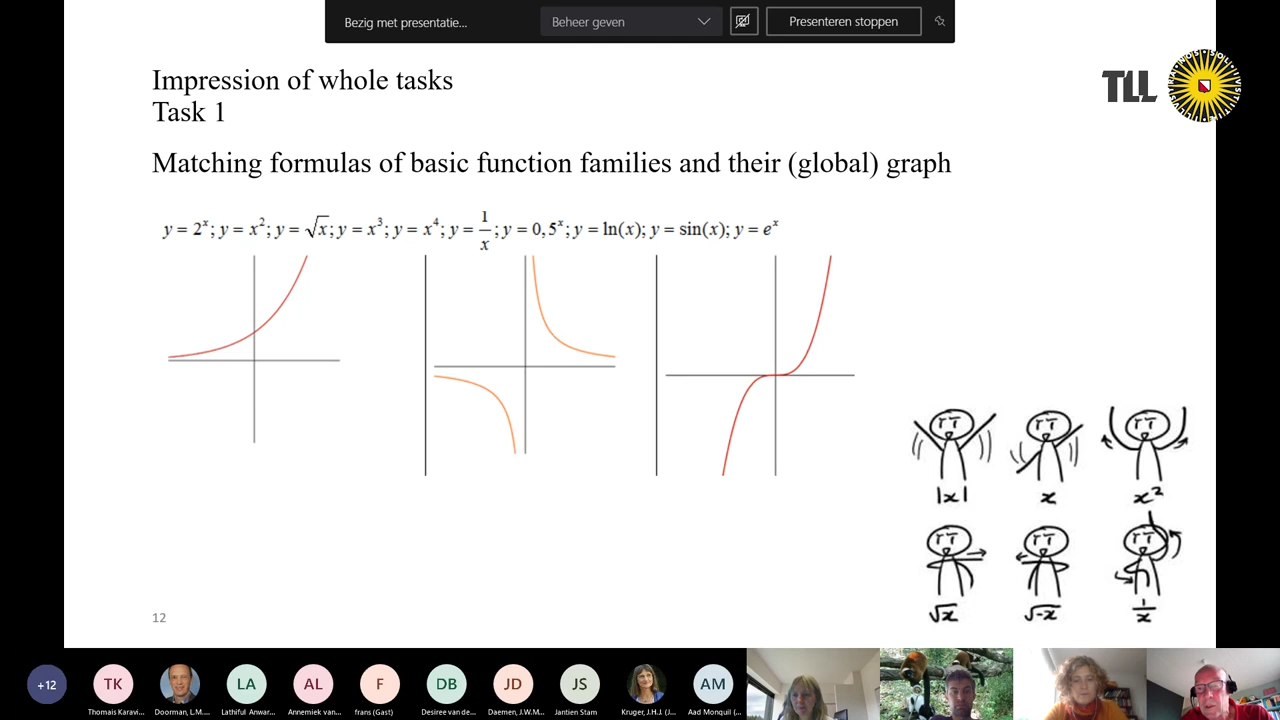 Bezig met presentatie...
Beheer geven
Presenteren stoppen
Impression of whole tasks
Task 1
TLL
Matching formulas of basic function families and their (global) graph
y = 2^x; y = x^2; y = √x; y = x^3; y = x^4; y = 1/x; y = 0,5^x; y = ln(x); y = sin(x); y = e^x
|x|
x
x^2
√x
√-x
1/x
12
+12
TK
LA
AL
F
DB
JD
JS
AM
Thomais Karavi...
Doorman, L.M....
Lathiful Anwar...
Annemiek van...
frans (Gast)
Desiree van de...
Daemen, J.W.M...
Jantien Stam
Kruger, J.H.J. (...
Aad Monquil (...